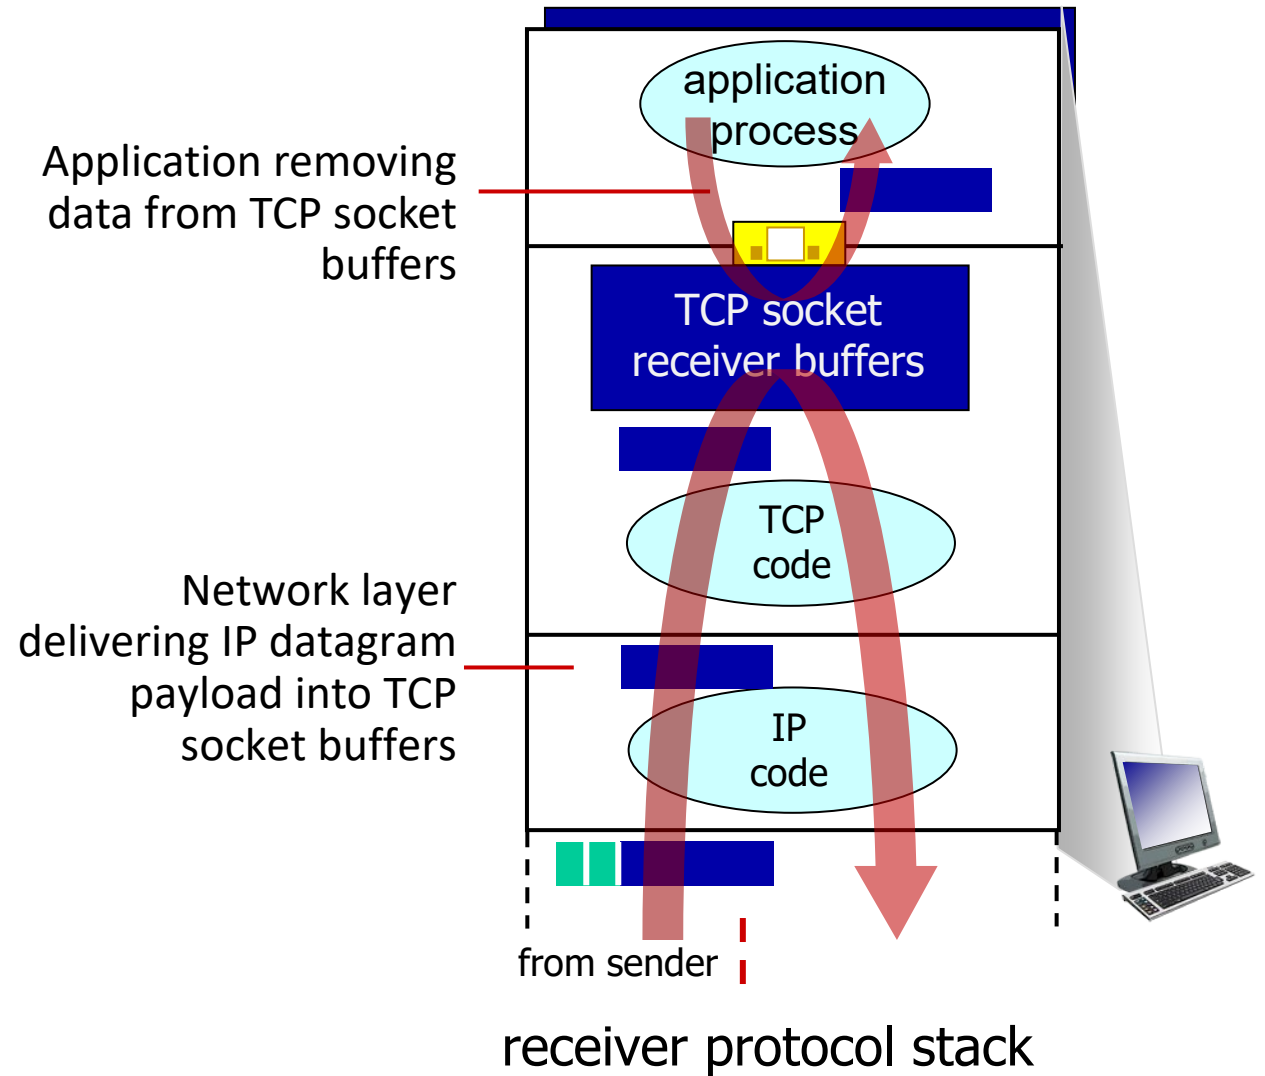 application
process
Application removing
data from TCP socket
buffers
TCP socket
receiver buffers
TCP
code
Network layer
delivering IP datagram
payload into TCP
socket buffers
IP
code
from sender
receiver protocol stack